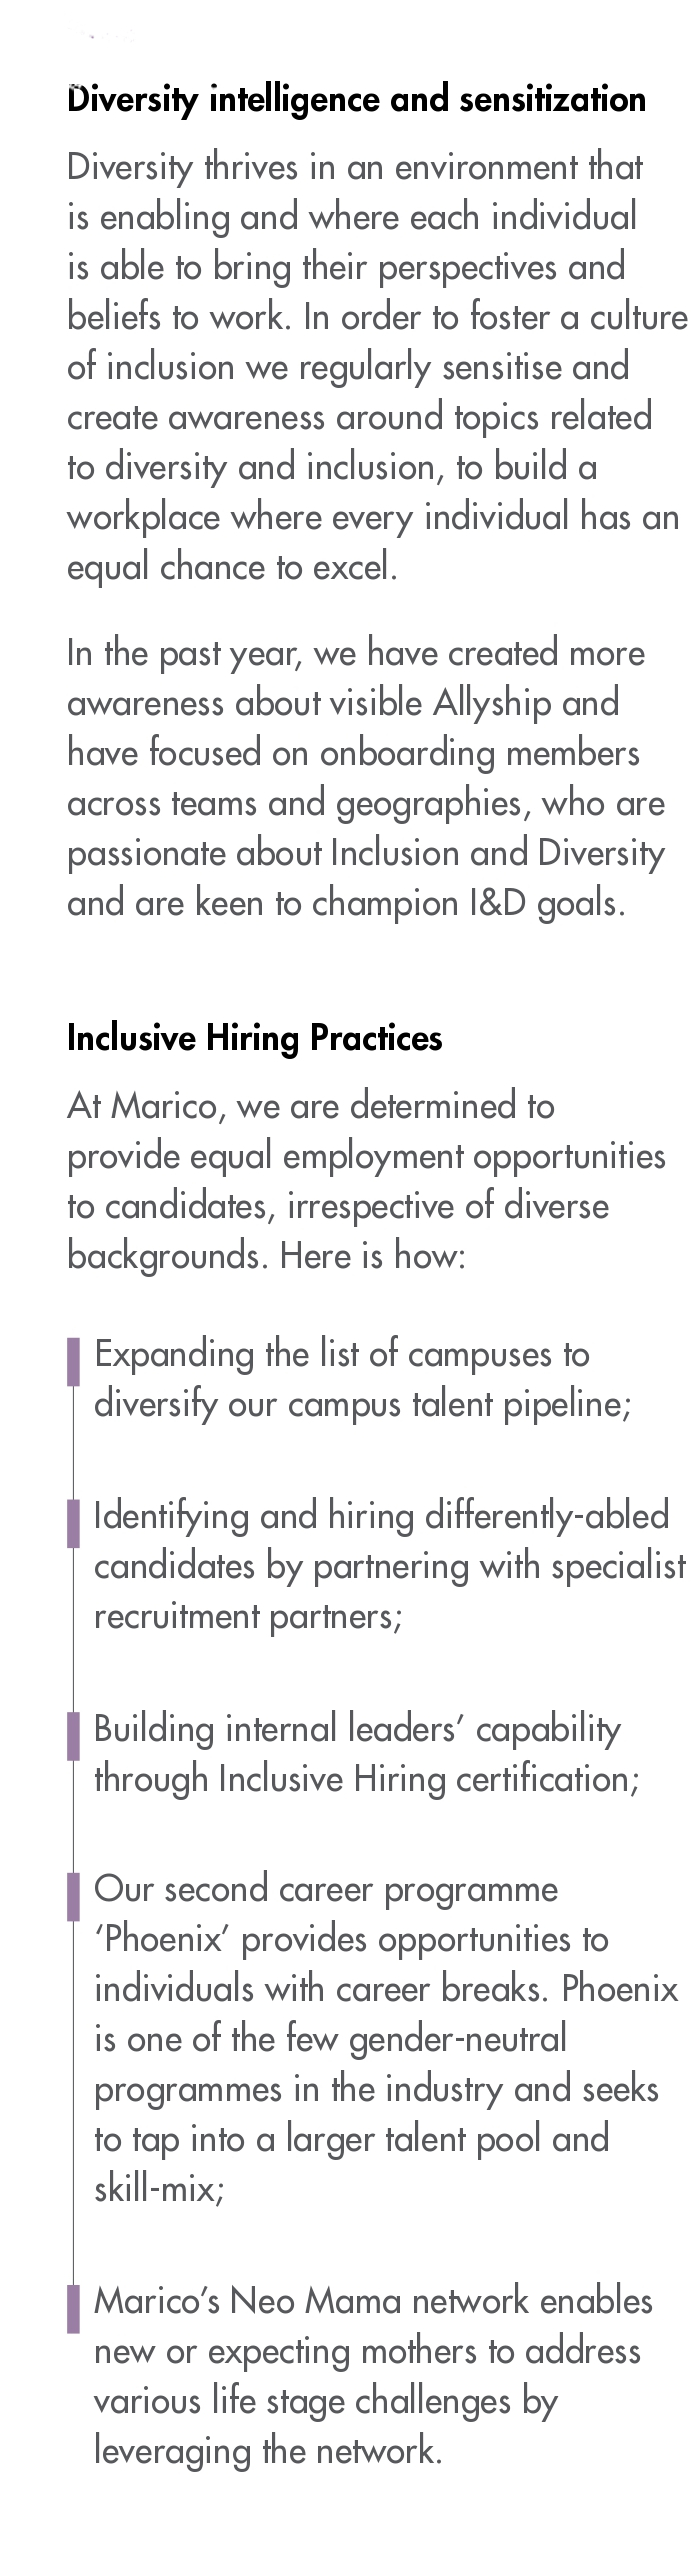 Diversity intelligence and sensitization
Diversity thrives in an environment that
is enabling and where each individual
is able to bring their perspectives and
beliefs to work. In order to foster a culture
of inclusion we regularly sensitise and
create awareness around topics related
to diversity and inclusion, to build a
workplace where every individual has an
equal chance to excel.
In the past year, we have created more
awareness about visible Allyship and
have focused on onboarding members
across teams and geographies, who are
passionate about Inclusion and Diversity
and are keen to champion I&D goals.
Inclusive Hiring Practices
At Marico, we are determined to
provide equal employment opportunities
to candidates, irrespective of diverse
backgrounds. Here is how:
Expanding the list of campuses to
diversify our campus talent pipeline;
Identifying and hiring differently-abled
candidates by partnering with specialist
recruitment partners;
Building internal leaders’ capability
through Inclusive Hiring certification;
Our second career programme
‘Phoenix’ provides opportunities to
individuals with career breaks. Phoenix
is one of the few gender-neutral
programmes in the industry and seeks
to tap into a larger talent pool and
skill-mix;
Marico’s Neo Mama network enables
new or expecting mothers to address
various life stage challenges by
leveraging the network.